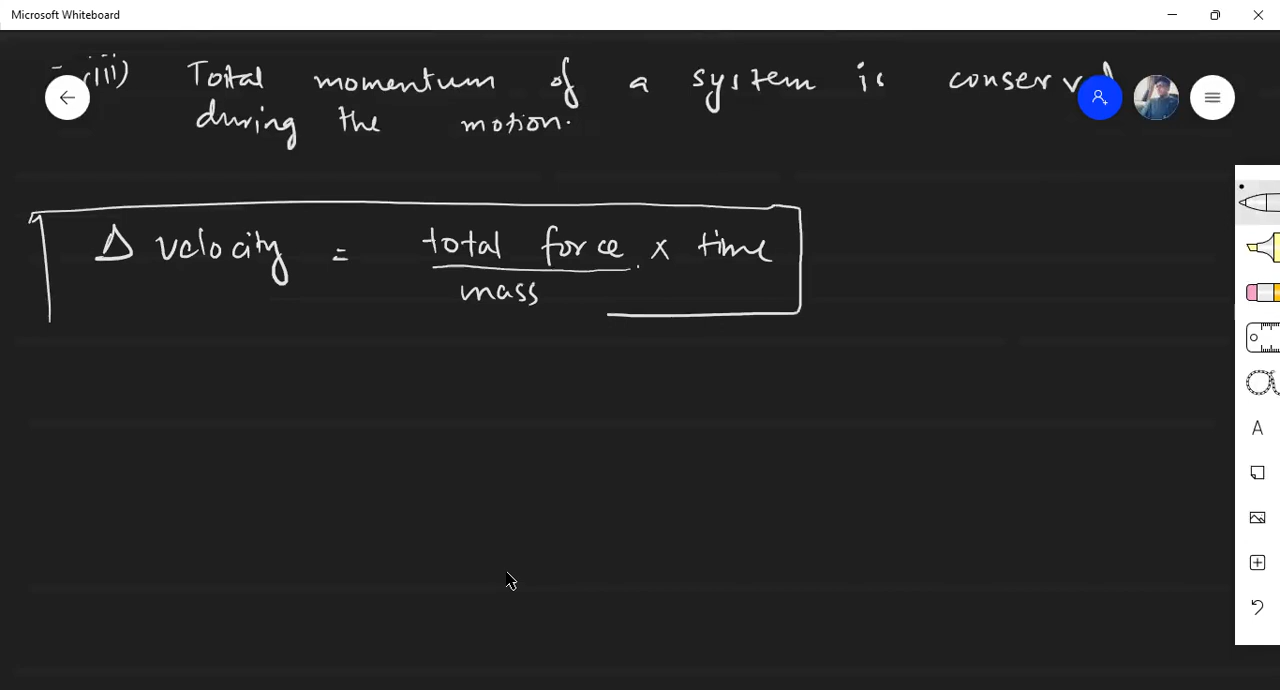 Microsoft Whiteboard
iii) Total momentum of a system is conserved
during the motion.
Δ velocity = total force × time
mass
A